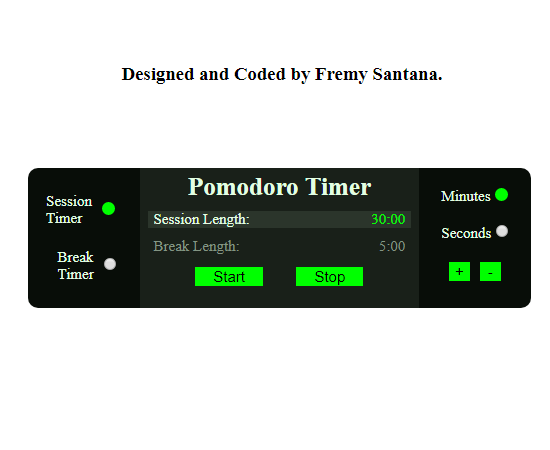 Designed and Coded by Fremy Santana.
Pomodoro Timer
Session
Timer
Break
Timer
Session Length: 30:00
Break Length: 5:00
Start Stop
Minutes
Seconds
+ -